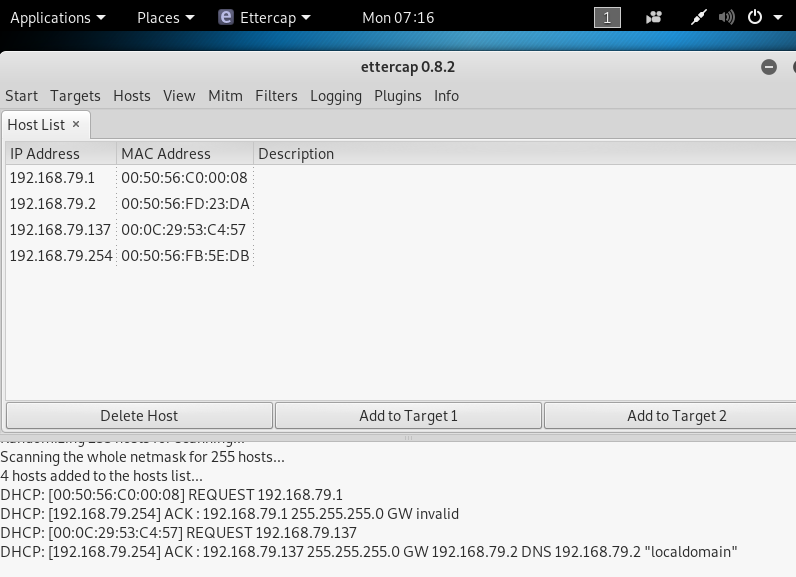 Applications Places Ettercap Mon 07:16 1
ettercap 0.8.2
Start Targets Hosts View Mitm Filters Logging Plugins Info
Host List ×
IP Address MAC Address Description
192.168.79.1 00:50:56:C0:00:08
192.168.79.2 00:50:56:FD:23:DA
192.168.79.137 00:0C:29:53:C4:57
192.168.79.254 00:50:56:FB:5E:DB
Delete Host Add to Target 1 Add to Target 2
Randomizing 255 hosts for scanning...
Scanning the whole netmask for 255 hosts...
4 hosts added to the hosts list...
DHCP: [00:50:56:C0:00:08] REQUEST 192.168.79.1
DHCP: [192.168.79.254] ACK : 192.168.79.1 255.255.255.0 GW invalid
DHCP: [00:0C:29:53:C4:57] REQUEST 192.168.79.137
DHCP: [192.168.79.254] ACK : 192.168.79.137 255.255.255.0 GW 192.168.79.2 DNS 192.168.79.2 "localdomain"